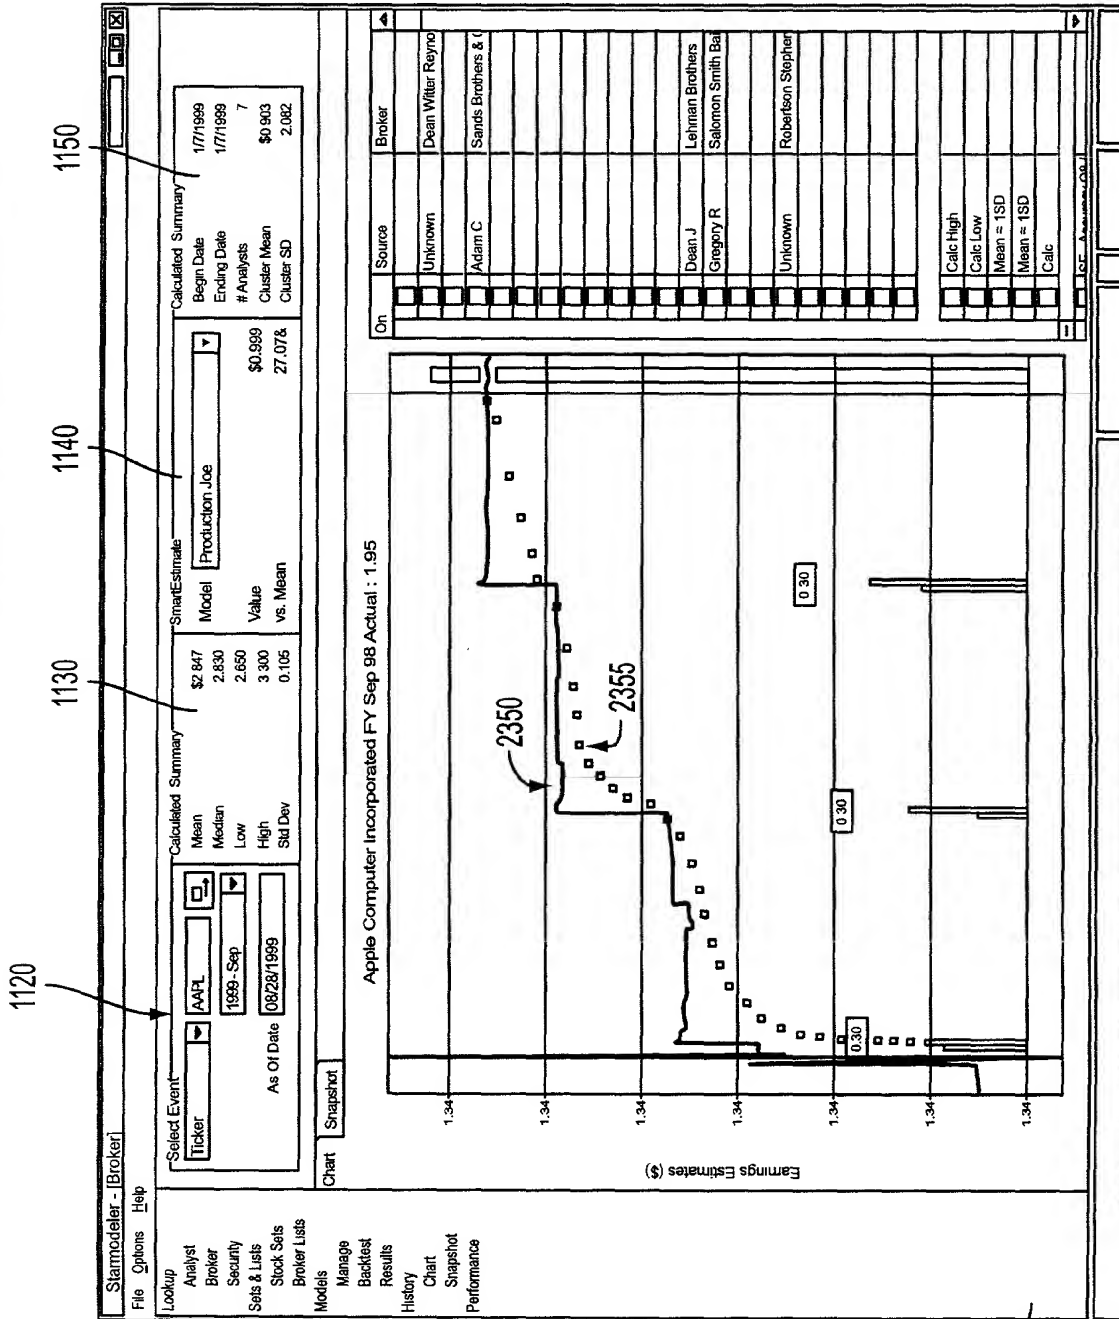 1120
1130
1140
1150
Starmodeler - [Broker]
File Options Help
Lookup
Analyst
Broker
Security
Sets & Lists
Stock Sets
Broker Lists
Models
Manage
Backtest
Results
History
Chart
Snapshot
Performance
Select Event
Ticker
AAPL
1999 - Sep
As Of Date 08/28/1999
Calculated Summary
Mean $2 847
Median 2.830
Low 2.650
High 3 300
Std Dev 0.105
SmartEstimate
Model Production Joe
Value $0.999
vs. Mean 27.07&
Calculated Summary
Begin Date 1/7/1999
Ending Date 1/7/1999
# Analysts 7
Cluster Mean $0 903
Cluster SD 2.082
Chart Snapshot
Apple Computer Incorporated FY Sep 98 Actual : 1.95
Earnings Estimates ($)
1.34
1.34
1.34
1.34
1.34
1.34
1.34
2350
2355
0.30
0 30
0 30
On Source Broker
Unknown Dean Witter Reyno
Adam C Sands Brothers &
Dean J Lehman Brothers
Gregory R Salomon Smith Bar
Unknown Robertson Stephen
Calc High
Calc Low
Mean = 1SD
Mean = 1SD
Calc